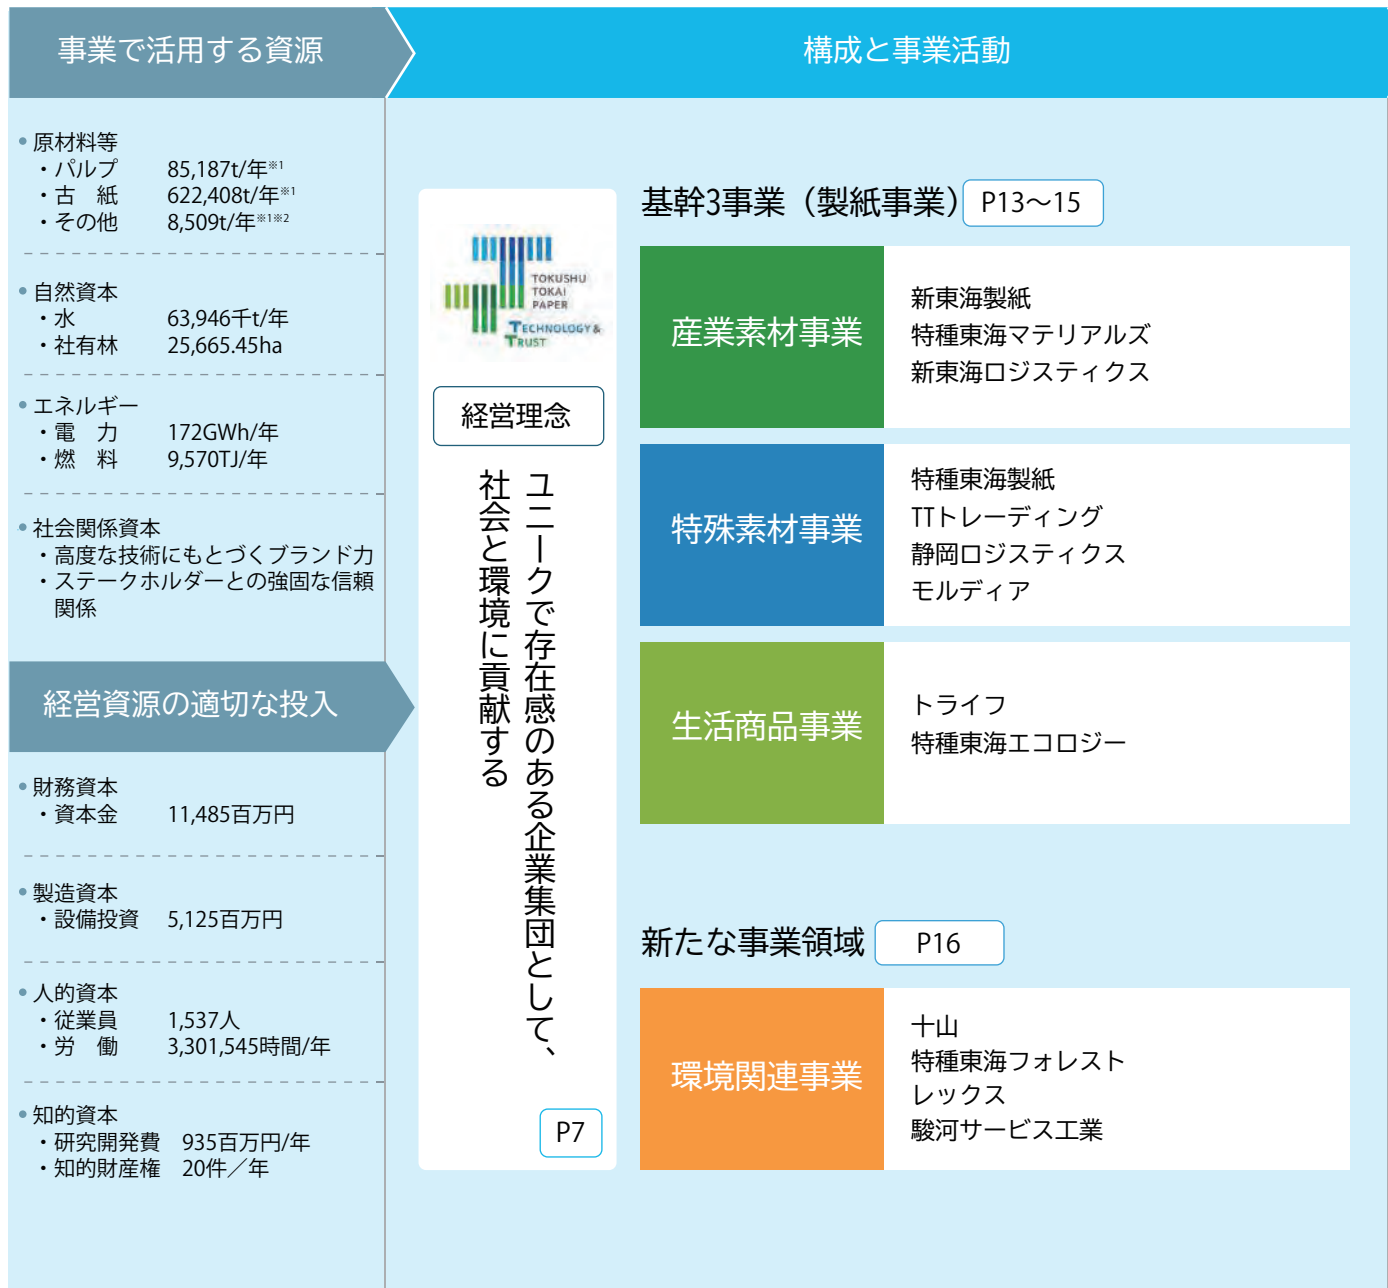 事業で活用する資源
原材料等
・パルプ 85,187t/年※1
・古 紙 622,408t/年※1
・その他 8,509t/年※1※2
自然資本
・水 63,946千t/年
・社有林 25,665.45ha
エネルギー
・電 力 172GWh/年
・燃 料 9,570TJ/年
社会関係資本
・高度な技術にもとづくブランド力
・ステークホルダーとの強固な信頼
関係
経営資源の適切な投入
財務資本
・資本金 11,485百万円
製造資本
・設備投資 5,125百万円
人的資本
・従業員 1,537人
・労 働 3,301,545時間/年
知的資本
・研究開発費 935百万円/年
・知的財産権 20件／年
構成と事業活動
TOKUSHU
TOKAI
PAPER
TECHNOLOGY &
TRUST
経営理念
ユニークで存在感のある企業集団として、
社会と環境に貢献する
P7
基幹3事業（製紙事業） P13〜15
産業素材事業
新東海製紙
特種東海マテリアルズ
新東海ロジスティクス
特殊素材事業
特種東海製紙
TTトレーディング
静岡ロジスティクス
モルディア
生活商品事業
トライフ
特種東海エコロジー
新たな事業領域 P16
環境関連事業
十山
特種東海フォレスト
レックス
駿河サービス工業